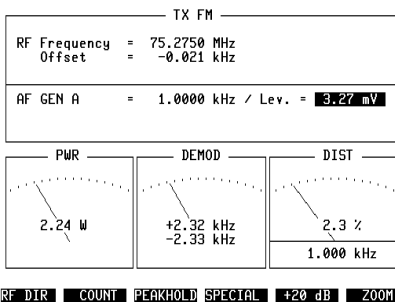 TX FM
RF Frequency = 75.2750 MHz
Offset = -0.021 kHz
AF GEN A = 1.0000 kHz / Lev. = 3.27 mV
PWR DEMOD DIST
2.24 W +2.32 kHz 2.3 %
-2.33 kHz
1.000 kHz
RF DIR COUNT PEAKHOLD SPECIAL +20 dB ZOOM